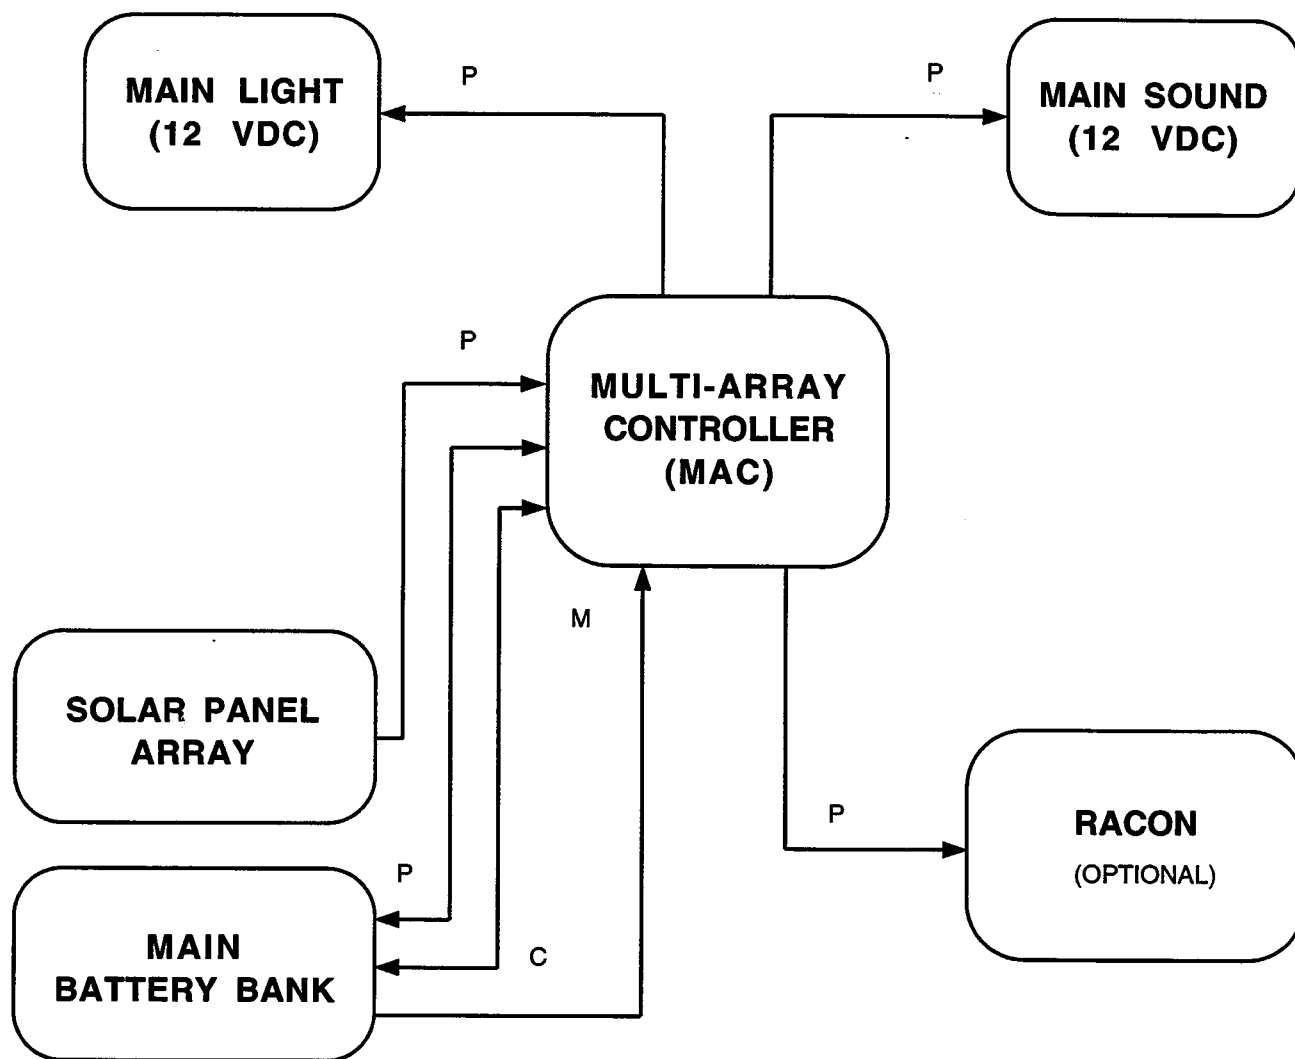 MAIN LIGHT
(12 VDC)
P
P
MAIN SOUND
(12 VDC)
P
MULTI-ARRAY
CONTROLLER
(MAC)
M
SOLAR PANEL
ARRAY
P
RACON
(OPTIONAL)
P
MAIN
BATTERY BANK
C